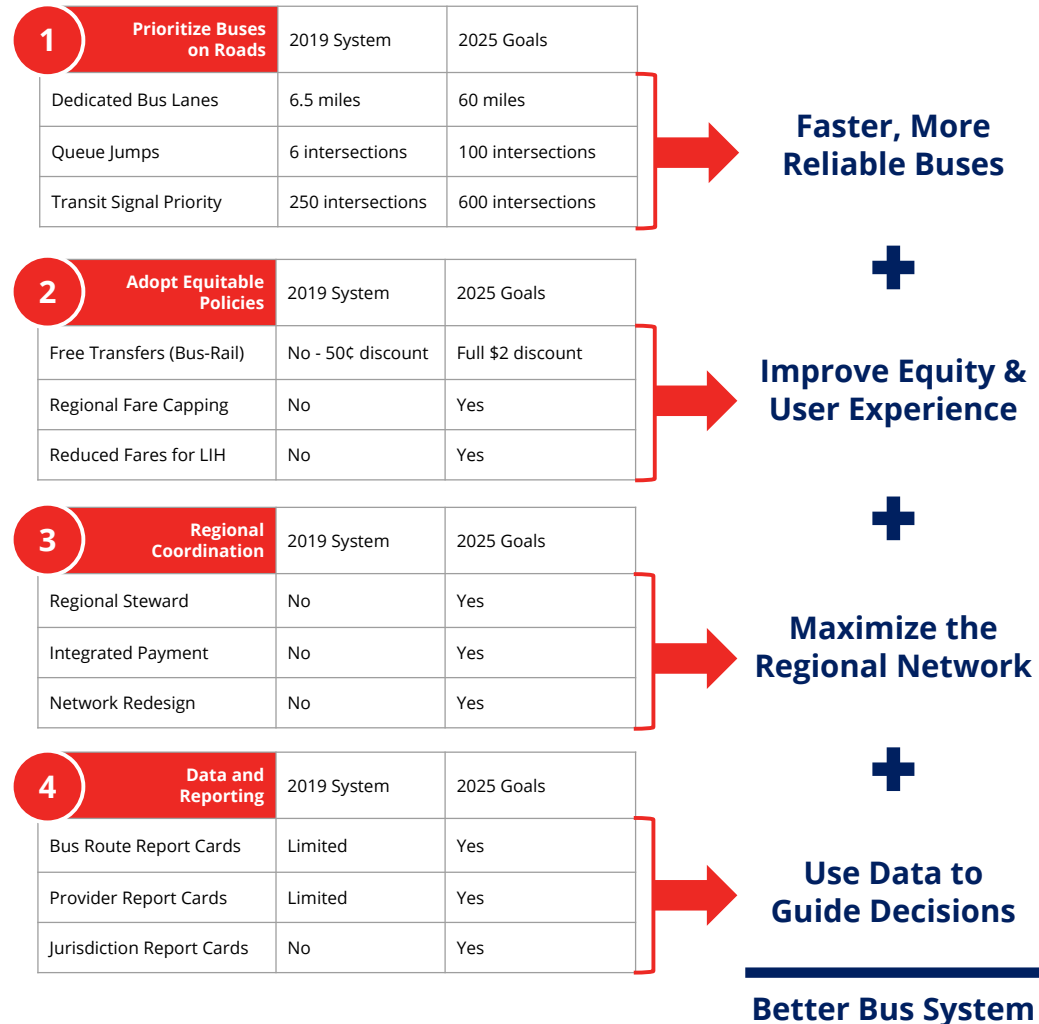 1
Prioritize Buses
on Roads
2019 System
2025 Goals
Dedicated Bus Lanes
6.5 miles
60 miles
Queue Jumps
6 intersections
100 intersections
Transit Signal Priority
250 intersections
600 intersections
Faster, More
Reliable Buses
+
2
Adopt Equitable
Policies
2019 System
2025 Goals
Free Transfers (Bus-Rail)
No - 50¢ discount
Full $2 discount
Regional Fare Capping
No
Yes
Reduced Fares for LIH
No
Yes
Improve Equity &
User Experience
+
3
Regional
Coordination
2019 System
2025 Goals
Regional Steward
No
Yes
Integrated Payment
No
Yes
Network Redesign
No
Yes
Maximize the
Regional Network
+
4
Data and
Reporting
2019 System
2025 Goals
Bus Route Report Cards
Limited
Yes
Provider Report Cards
Limited
Yes
Jurisdiction Report Cards
No
Yes
Use Data to
Guide Decisions
Better Bus System